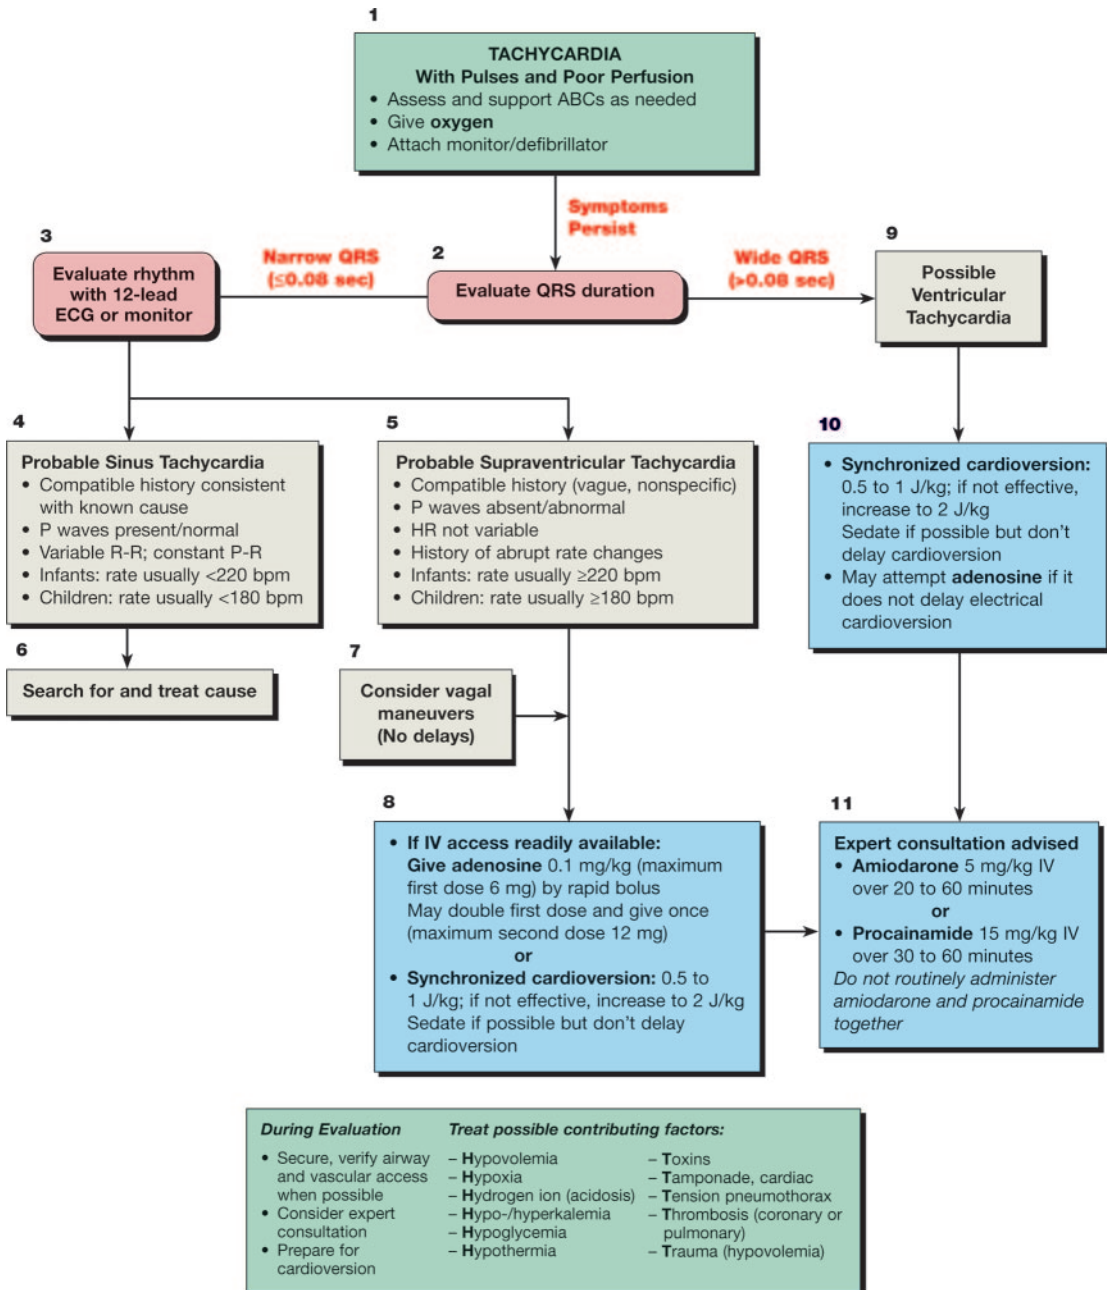 1
TACHYCARDIA
With Pulses and Poor Perfusion
• Assess and support ABCs as needed
• Give oxygen
• Attach monitor/defibrillator
Symptoms
Persist
2
Evaluate QRS duration
Narrow QRS
(≤0.08 sec)
Wide QRS
(>0.08 sec)
3
Evaluate rhythm
with 12-lead
ECG or monitor
9
Possible
Ventricular
Tachycardia
4
Probable Sinus Tachycardia
• Compatible history consistent
with known cause
• P waves present/normal
• Variable R-R; constant P-R
• Infants: rate usually <220 bpm
• Children: rate usually <180 bpm
5
Probable Supraventricular Tachycardia
• Compatible history (vague, nonspecific)
• P waves absent/abnormal
• HR not variable
• History of abrupt rate changes
• Infants: rate usually ≥220 bpm
• Children: rate usually ≥180 bpm
10
• Synchronized cardioversion:
0.5 to 1 J/kg; if not effective,
increase to 2 J/kg
Sedate if possible but don't
delay cardioversion
• May attempt adenosine if it
does not delay electrical
cardioversion
6
Search for and treat cause
7
Consider vagal
maneuvers
(No delays)
8
• If IV access readily available:
Give adenosine 0.1 mg/kg (maximum
first dose 6 mg) by rapid bolus
May double first dose and give once
(maximum second dose 12 mg)
or
• Synchronized cardioversion: 0.5 to
1 J/kg; if not effective, increase to 2 J/kg
Sedate if possible but don't delay
cardioversion
11
Expert consultation advised
• Amiodarone 5 mg/kg IV
over 20 to 60 minutes
or
• Procainamide 15 mg/kg IV
over 30 to 60 minutes
Do not routinely administer
amiodarone and procainamide
together
During Evaluation
• Secure, verify airway
and vascular access
when possible
• Consider expert
consultation
• Prepare for
cardioversion
Treat possible contributing factors:
– Hypovolemia
– Hypoxia
– Hydrogen ion (acidosis)
– Hypo-/hyperkalemia
– Hypoglycemia
– Hypothermia
– Toxins
– Tamponade, cardiac
– Tension pneumothorax
– Thrombosis (coronary or
pulmonary)
– Trauma (hypovolemia)